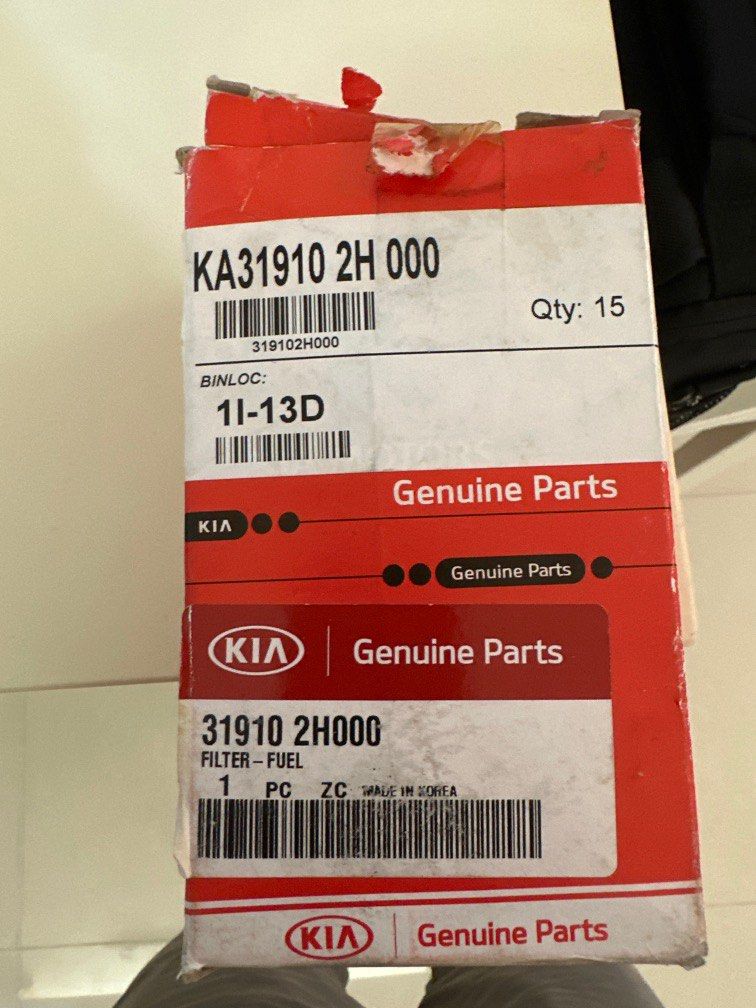 KA31910 2H 000
Qty: 15
319102H000
BINLOC:
1I-13D
MOTORS
Genuine Parts
KIA
Genuine Parts
KIA Genuine Parts
31910 2H000
FILTER-FUEL
1 PC ZC MADE IN KOREA
KIA Genuine Parts